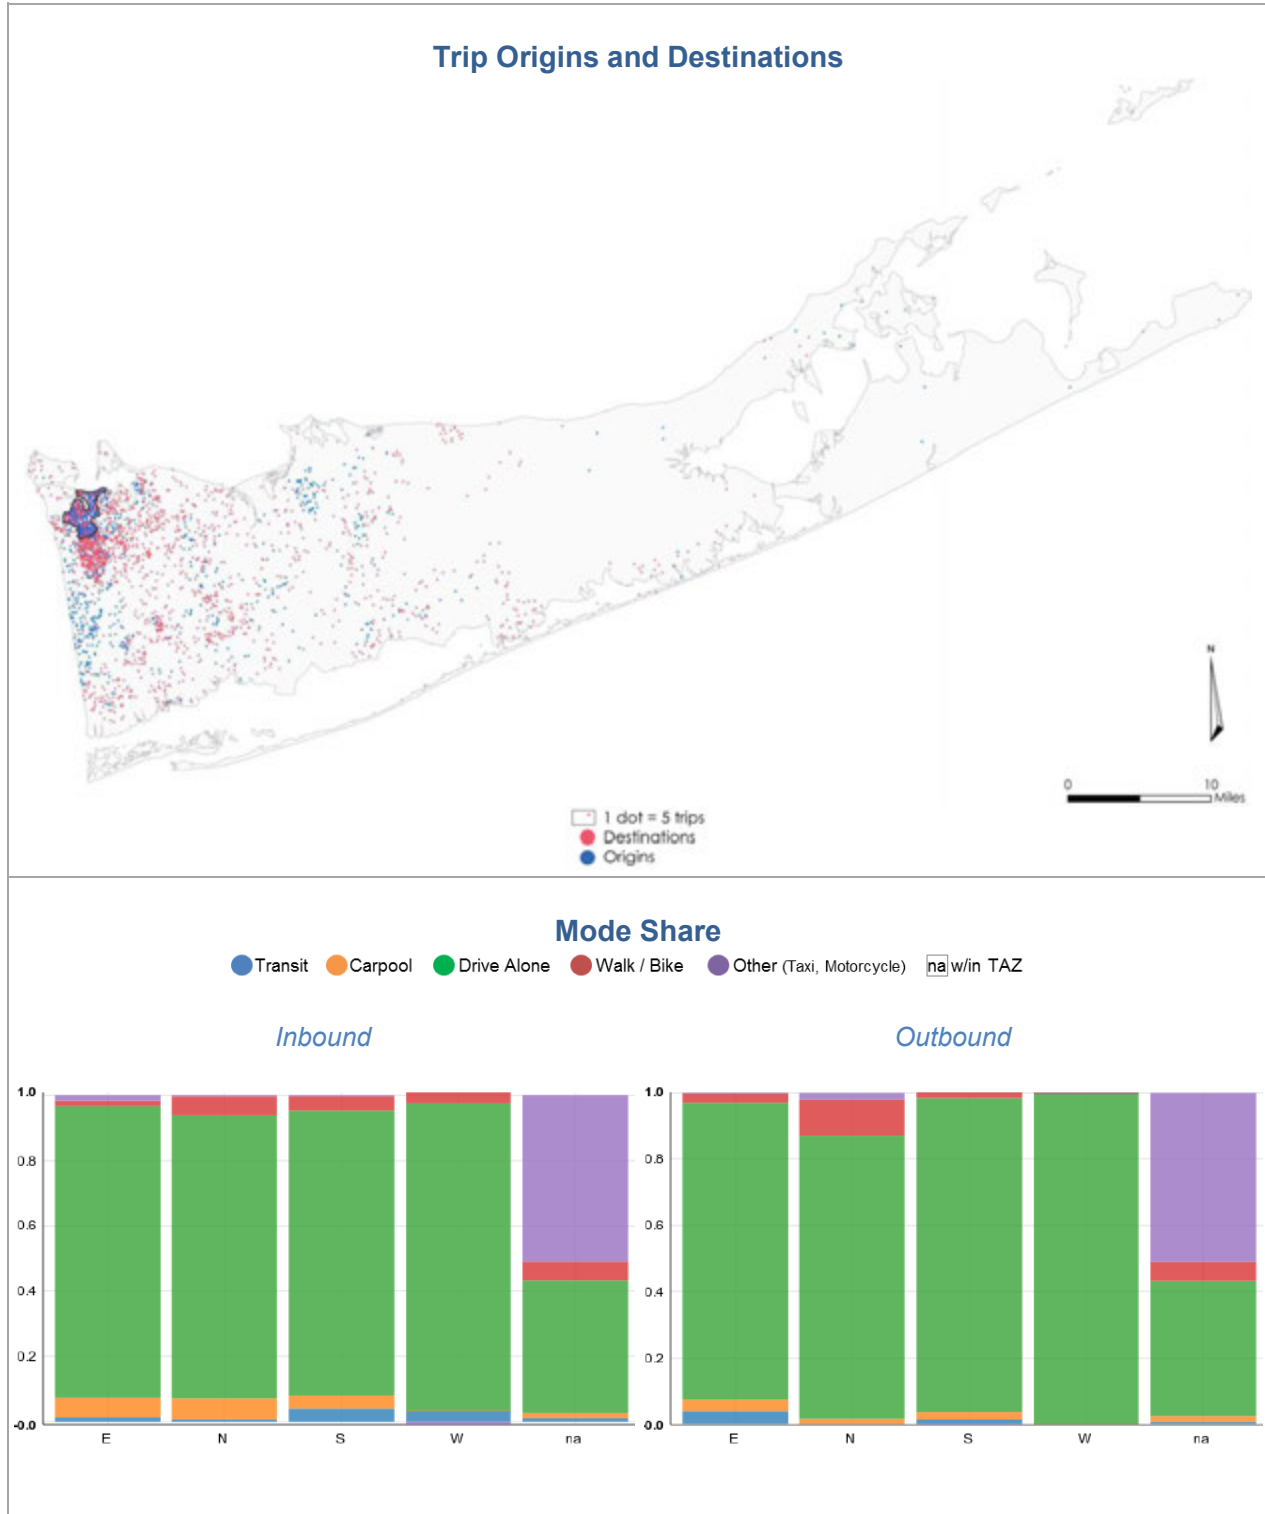 Trip Origins and Destinations
N
0 10
Miles
1 dot = 5 trips
Destinations
Origins
Mode Share
Transit Carpool Drive Alone Walk / Bike Other (Taxi, Motorcycle) na w/in TAZ
Inbound Outbound
1.0
0.8
0.6
0.4
0.2
-0.0
E N S W na
1.0
0.8
0.6
0.4
0.2
-0.0
E N S W na